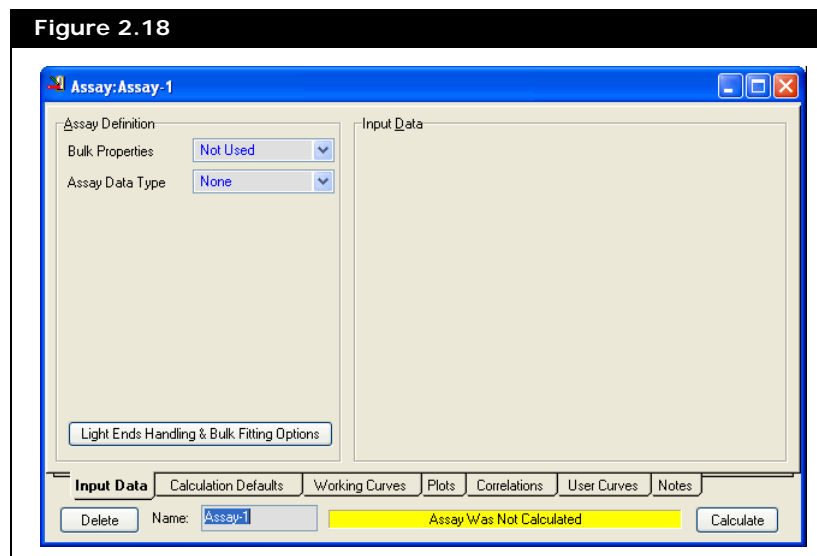 Figure 2.18
Assay:Assay-1
Assay Definition
Input Data
Bulk Properties Not Used
Assay Data Type None
Light Ends Handling & Bulk Fitting Options
Input Data Calculation Defaults Working Curves Plots Correlations User Curves Notes
Delete Name: Assay-1 Assay Was Not Calculated Calculate